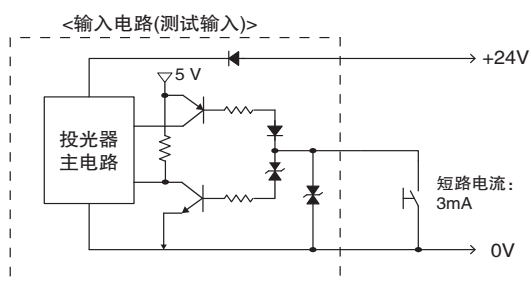 <输入电路(测试输入)>
+24V
5 V
投光器
主电路
短路电流：
3mA
0V